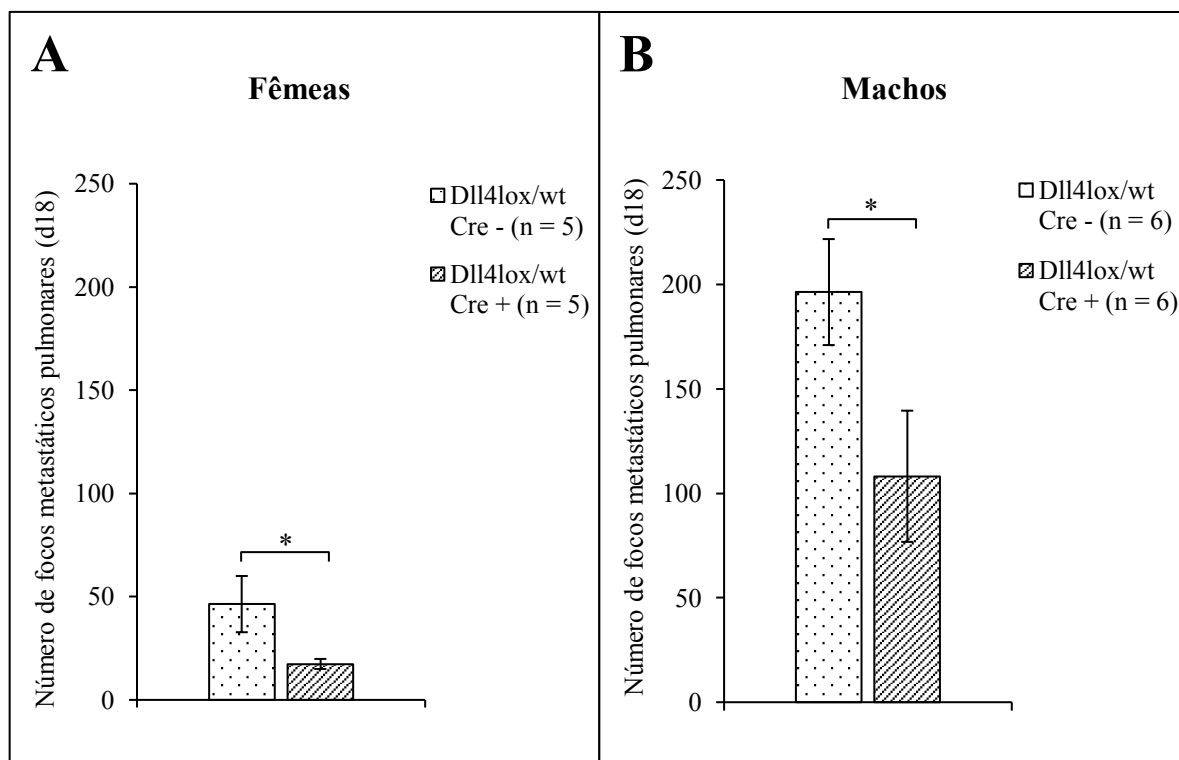 A
Fêmeas
Número de focos metastáticos pulmonares (d18)
250
200
150
100
50
0
*
Dll4lox/wt
Cre - (n = 5)
Dll4lox/wt
Cre + (n = 5)
B
Machos
Número de focos metastáticos pulmonares (d18)
250
200
150
100
50
0
*
Dll4lox/wt
Cre - (n = 6)
Dll4lox/wt
Cre + (n = 6)